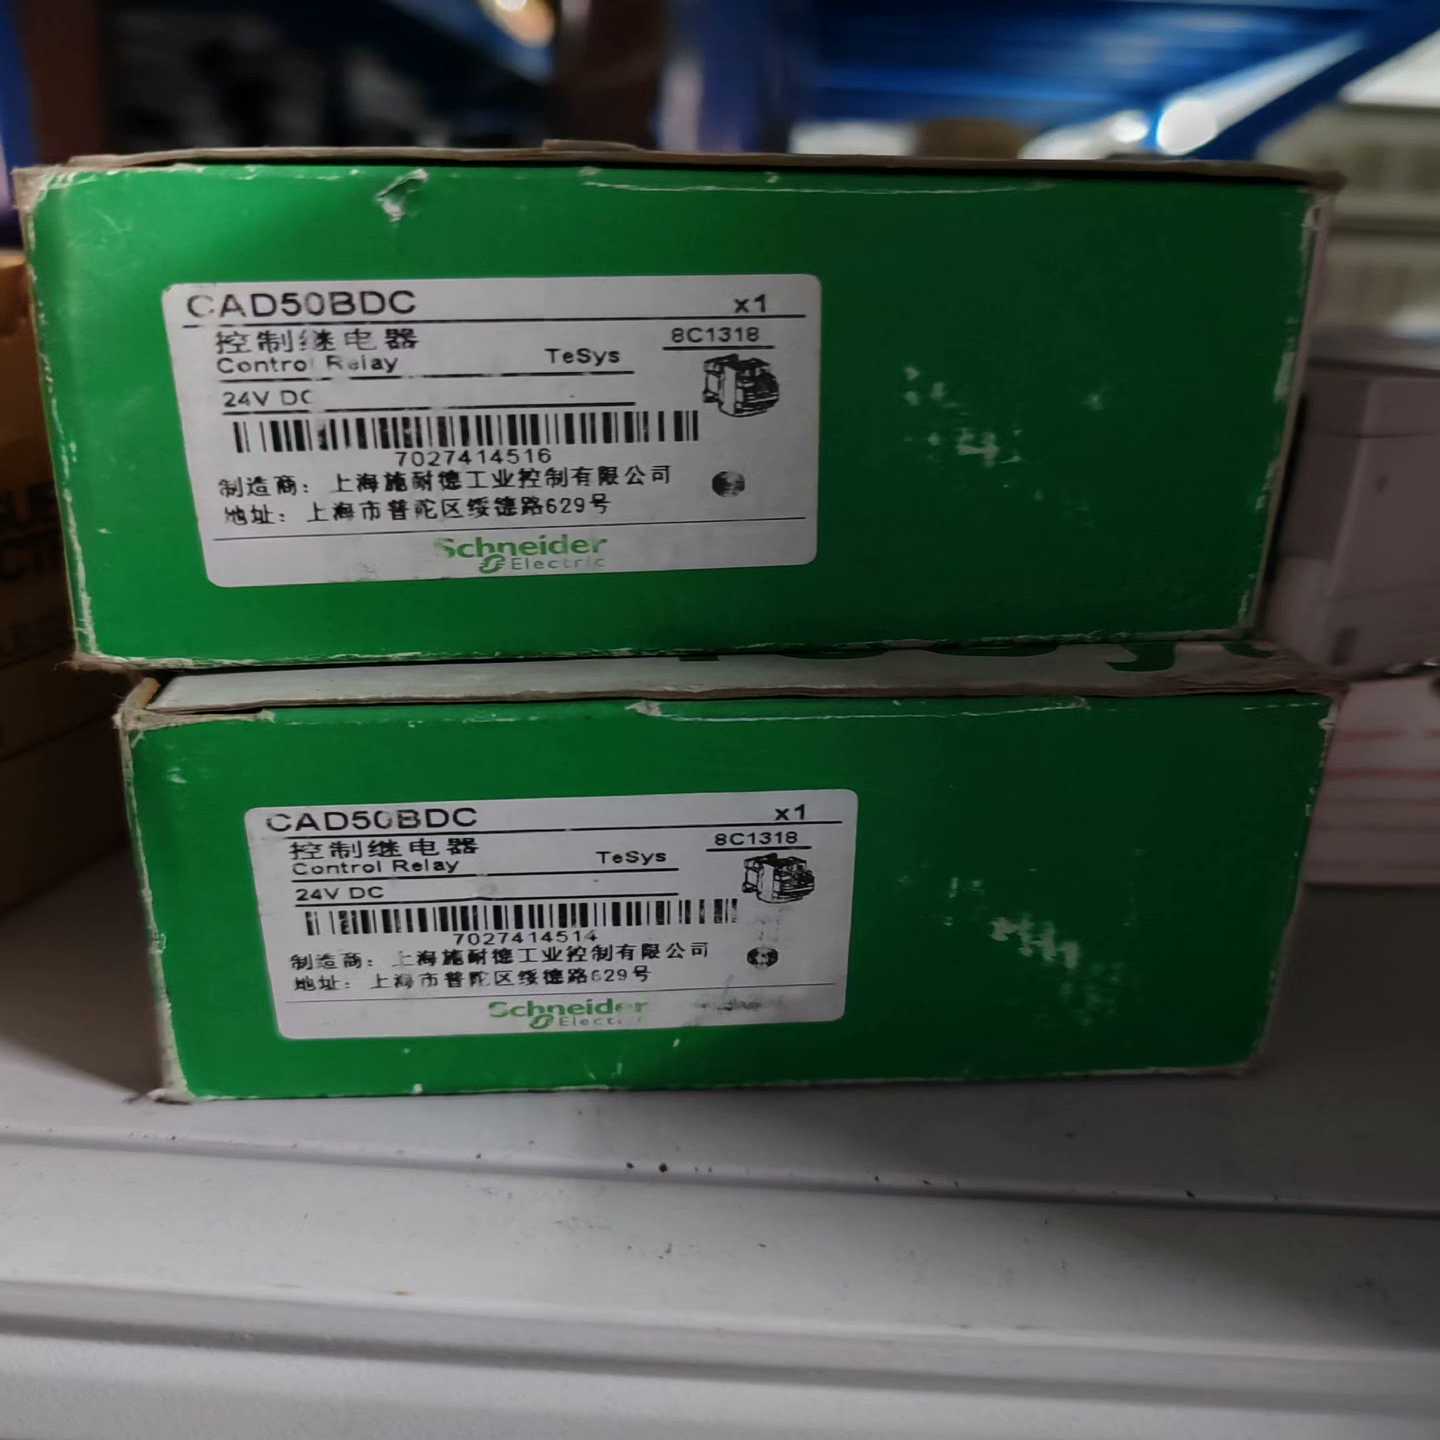 CAD50BDC x1
控制继电器 8C1318
Control Relay TeSys
24V DC
7027414516
制造商：上海施耐德工业控制有限公司
地址：上海市普陀区绥德路629号
Schneider
Electric
CAD50BDC x1
控制继电器 8C1318
Control Relay TeSys
24V DC
7027414514
制造商：上海施耐德工业控制有限公司
地址：上海市普陀区绥德路629号
Schneider
Electric